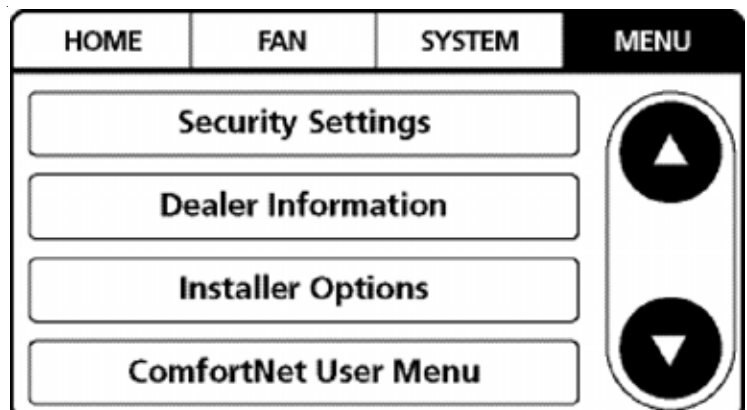 HOME FAN SYSTEM MENU
Security Settings
Dealer Information
Installer Options
ComfortNet User Menu